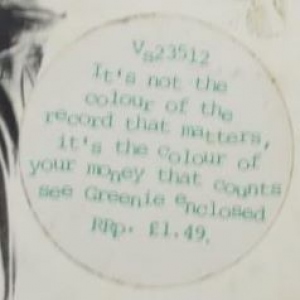 VS23512
It's not the
colour of the
record that matters,
it's the colour of
your money that counts
see Greenie enclosed
RRp. £1.49.